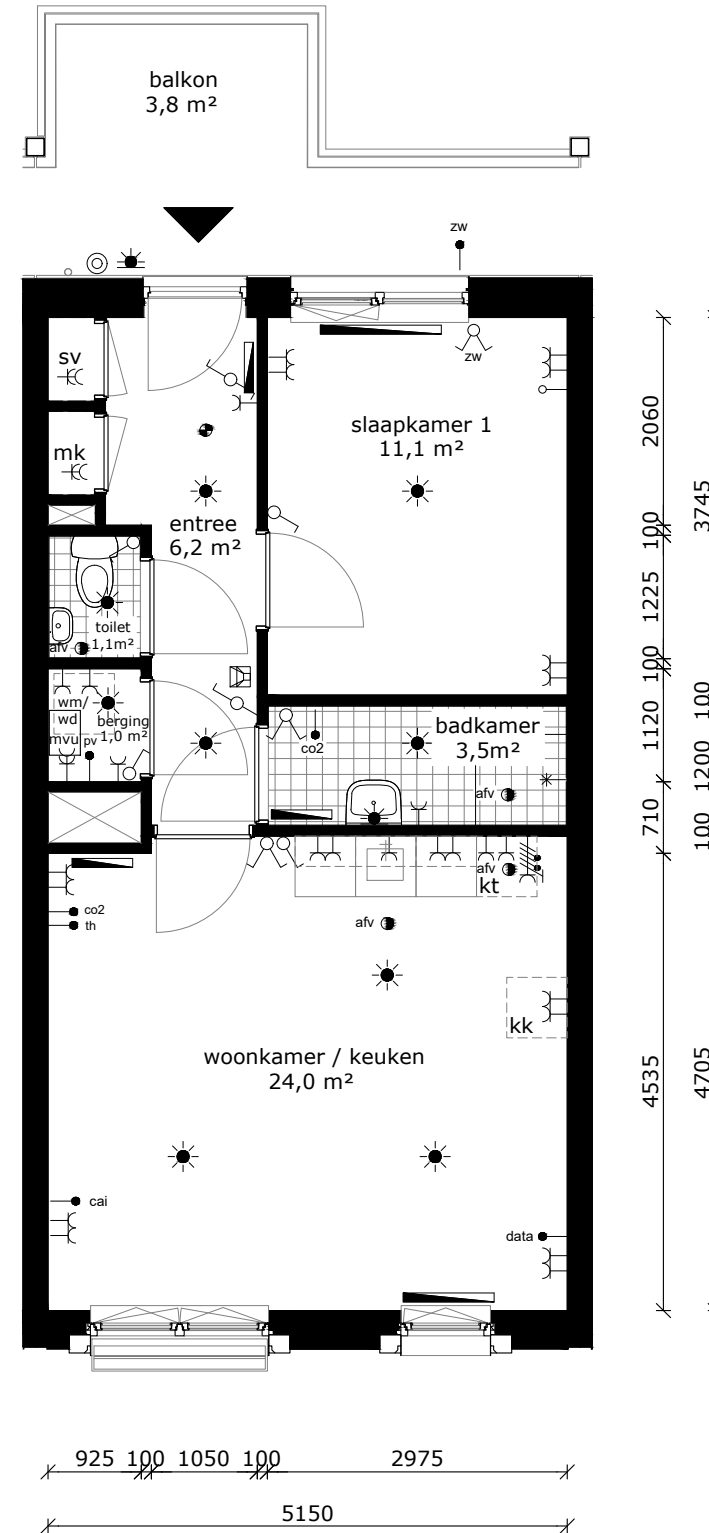 balkon
3,8 m²
zw
zw
sv
mk
slaapkamer 1
11,1 m²
entree
6,2 m²
toilet
1,1m²
afv
wm/
wd
berging
1,0 m²
mvu
pv
co2
badkamer
3,5m²
afv
afv
kt
co2
th
afv
kk
woonkamer / keuken
24,0 m²
cai
data
2060
100
1225
100
1120
710
4535
3745
100
1200
100
4705
925 100 1050 100 2975
5150